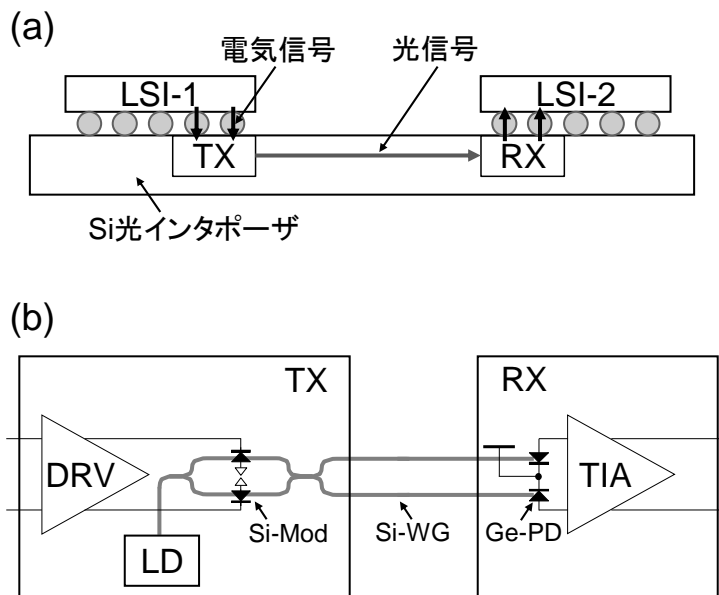 (a)
電気信号
光信号
LSI-1
LSI-2
TX
RX
Si光インタポーザ
(b)
TX
RX
DRV
TIA
Si-Mod
Si-WG
Ge-PD
LD